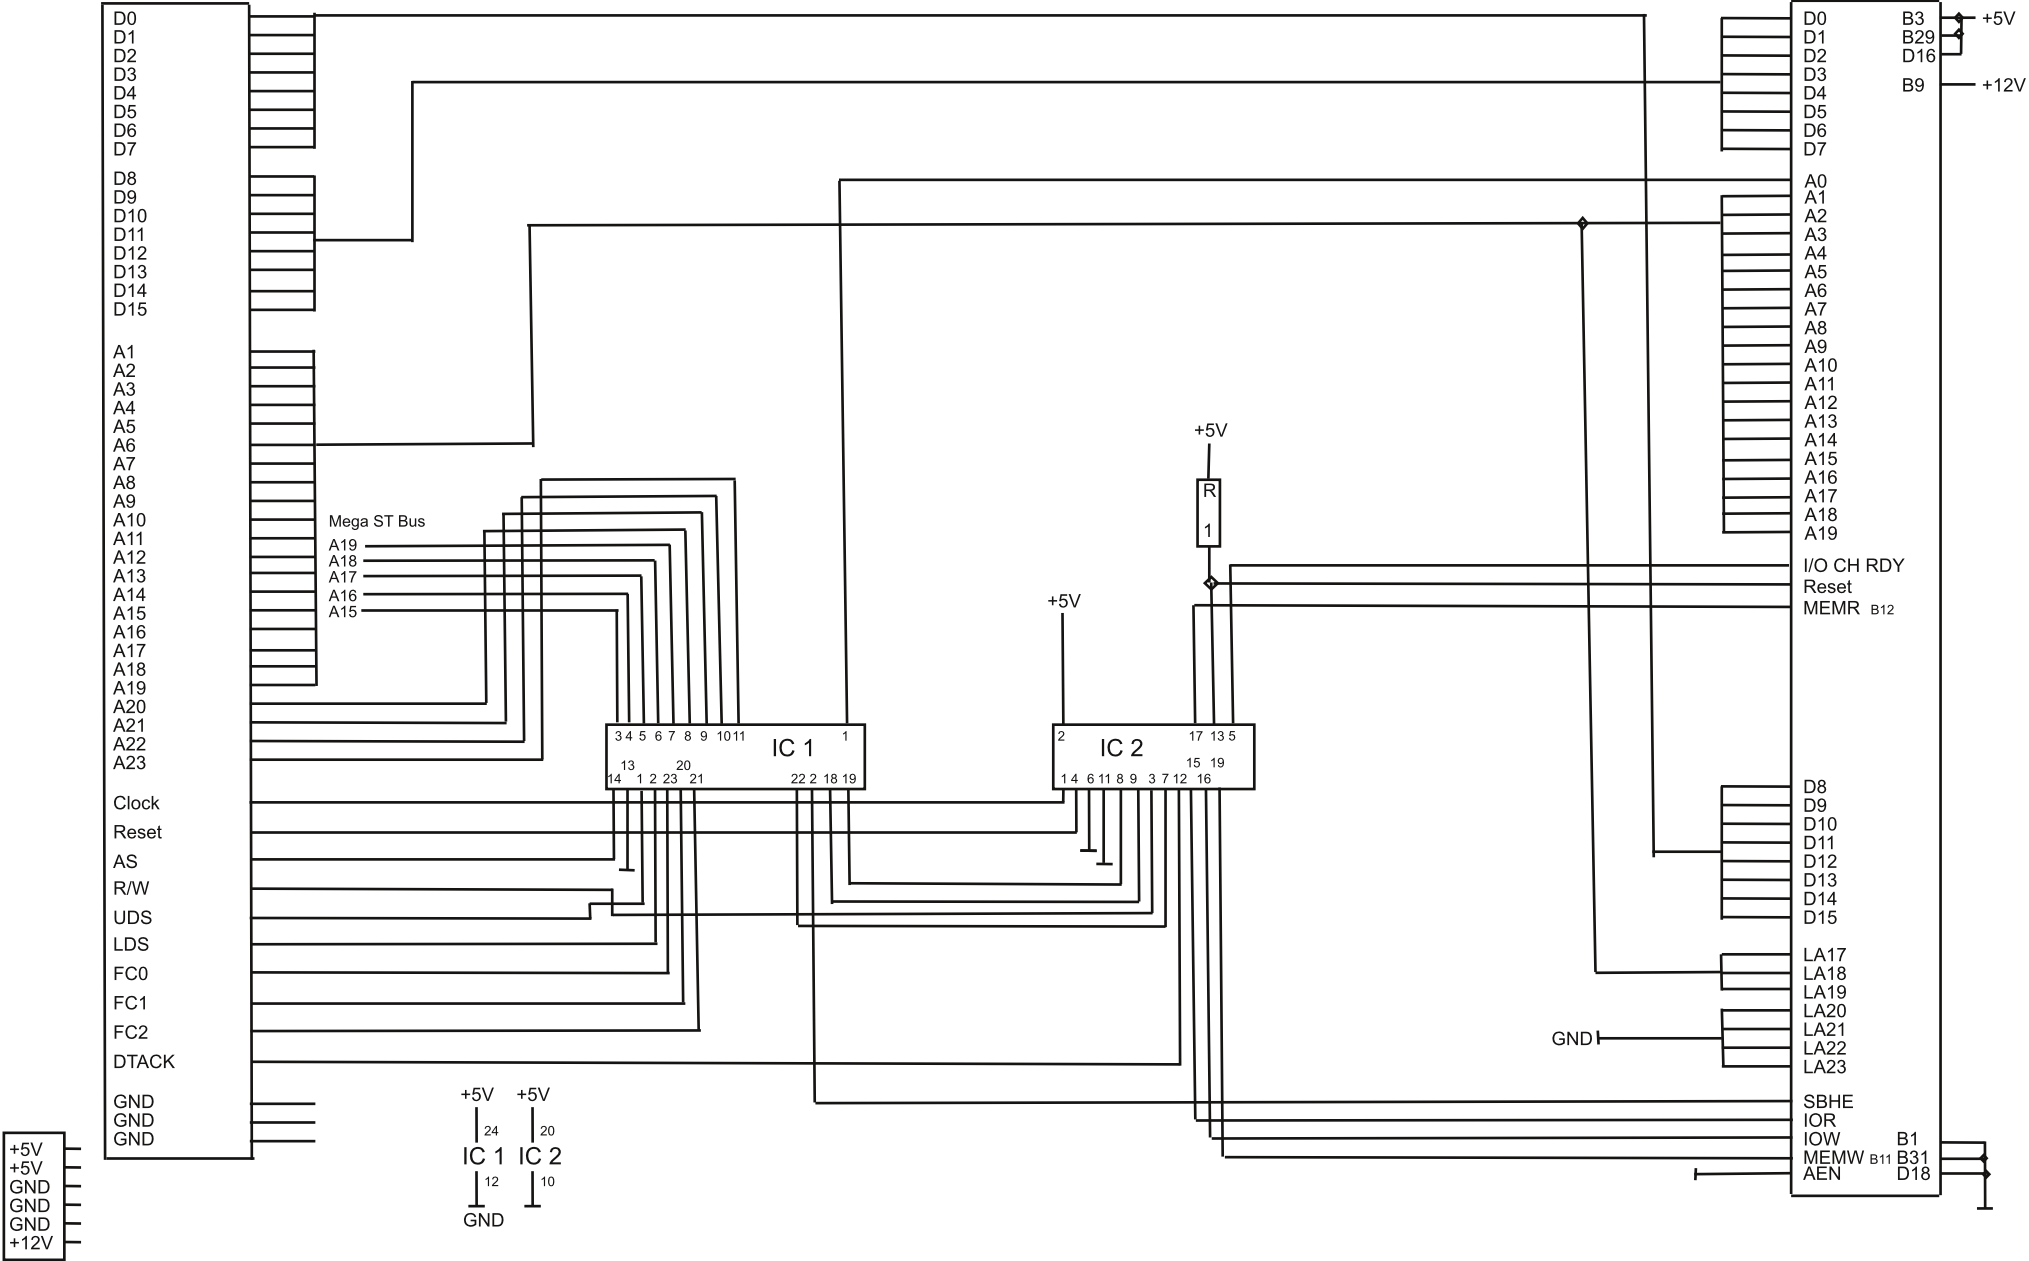 D0
D1
D2
D3
D4
D5
D6
D7
D8
D9
D10
D11
D12
D13
D14
D15
A1
A2
A3
A4
A5
A6
A7
A8
A9
A10
A11
A12
A13
A14
A15
A16
A17
A18
A19
A20
A21
A22
A23
Clock
Reset
AS
R/W
UDS
LDS
FC0
FC1
FC2
DTACK
GND
GND
GND
+5V
+5V
GND
GND
GND
+12V
Mega ST Bus
A19
A18
A17
A16
A15
3 4 5 6 7 8 9 10 11 1
IC 1
13 20
14 1 2 23 21 22 2 18 19
+5V
+5V
R
1
2 17 13 5
IC 2
15 19
1 4 6 11 8 9 3 7 12 16
+5V +5V
24 20
IC 1 IC 2
12 10
GND
D0
D1
D2
D3
D4
D5
D6
D7
A0
A1
A2
A3
A4
A5
A6
A7
A8
A9
A10
A11
A12
A13
A14
A15
A16
A17
A18
A19
I/O CH RDY
Reset
MEMR B12
D8
D9
D10
D11
D12
D13
D14
D15
LA17
LA18
LA19
LA20
LA21
LA22
LA23
GND
SBHE
IOR
IOW B1
MEMW B11 B31
AEN D18
B3 +5V
B29
D16
B9 +12V